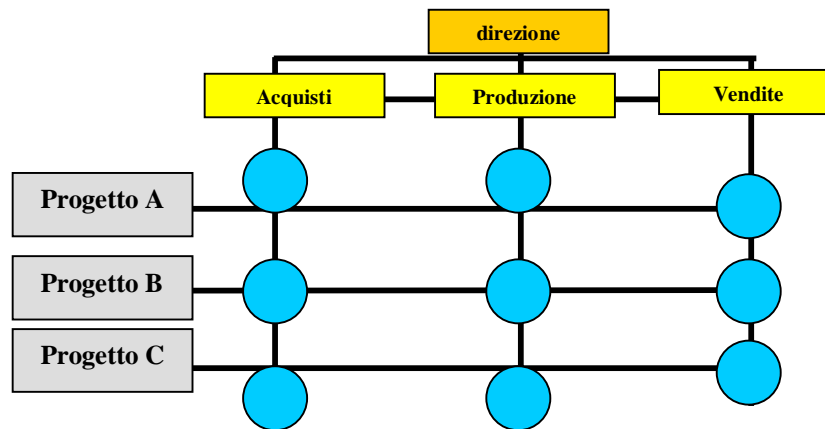 direzione
Acquisti
Produzione
Vendite
Progetto A
Progetto B
Progetto C